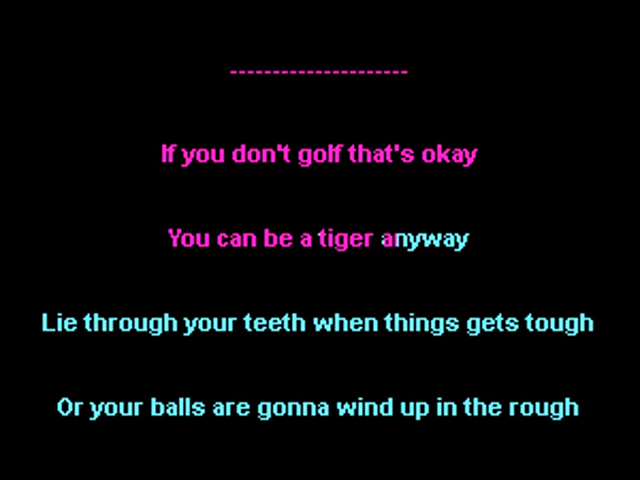 ---------------------
If you don't golf that's okay
You can be a tiger anyway
Lie through your teeth when things gets tough
Or your balls are gonna wind up in the rough